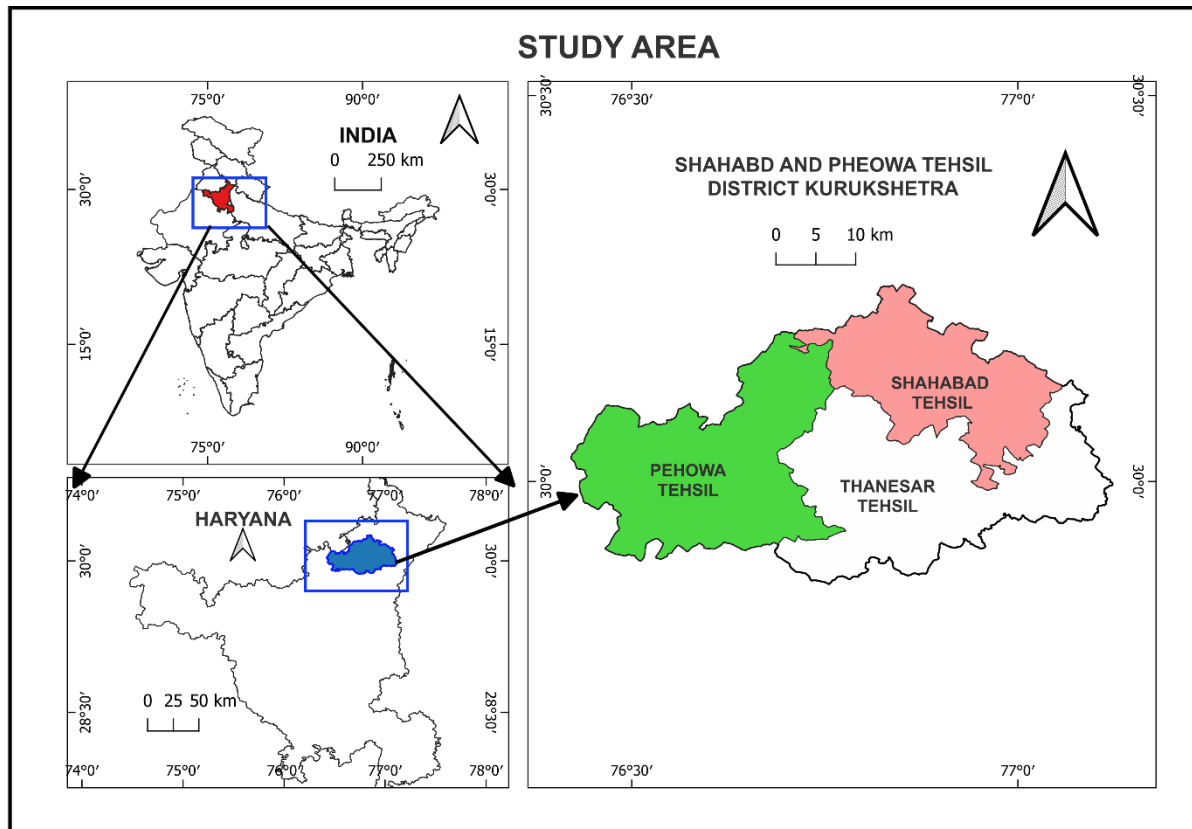 STUDY AREA
75°0′ 90°0′
INDIA
0 250 km
30°0′ 30°0′
15°0′ 15°0′
75°0′ 90°0′
74°0′ 75°0′ 76°0′ 77°0′ 78°0′
HARYANA
30°0′ 30°0′
0 25 50 km
28°30′ 28°30′
74°0′ 75°0′ 76°0′ 77°0′ 78°0′
76°30′ 77°0′
30°30′ 30°30′
SHAHABD AND PHEOWA TEHSIL
DISTRICT KURUKSHETRA
0 5 10 km
SHAHABAD
TEHSIL
PEHOWA
TEHSIL
THANESAR
TEHSIL
30°0′ 30°0′
76°30′ 77°0′